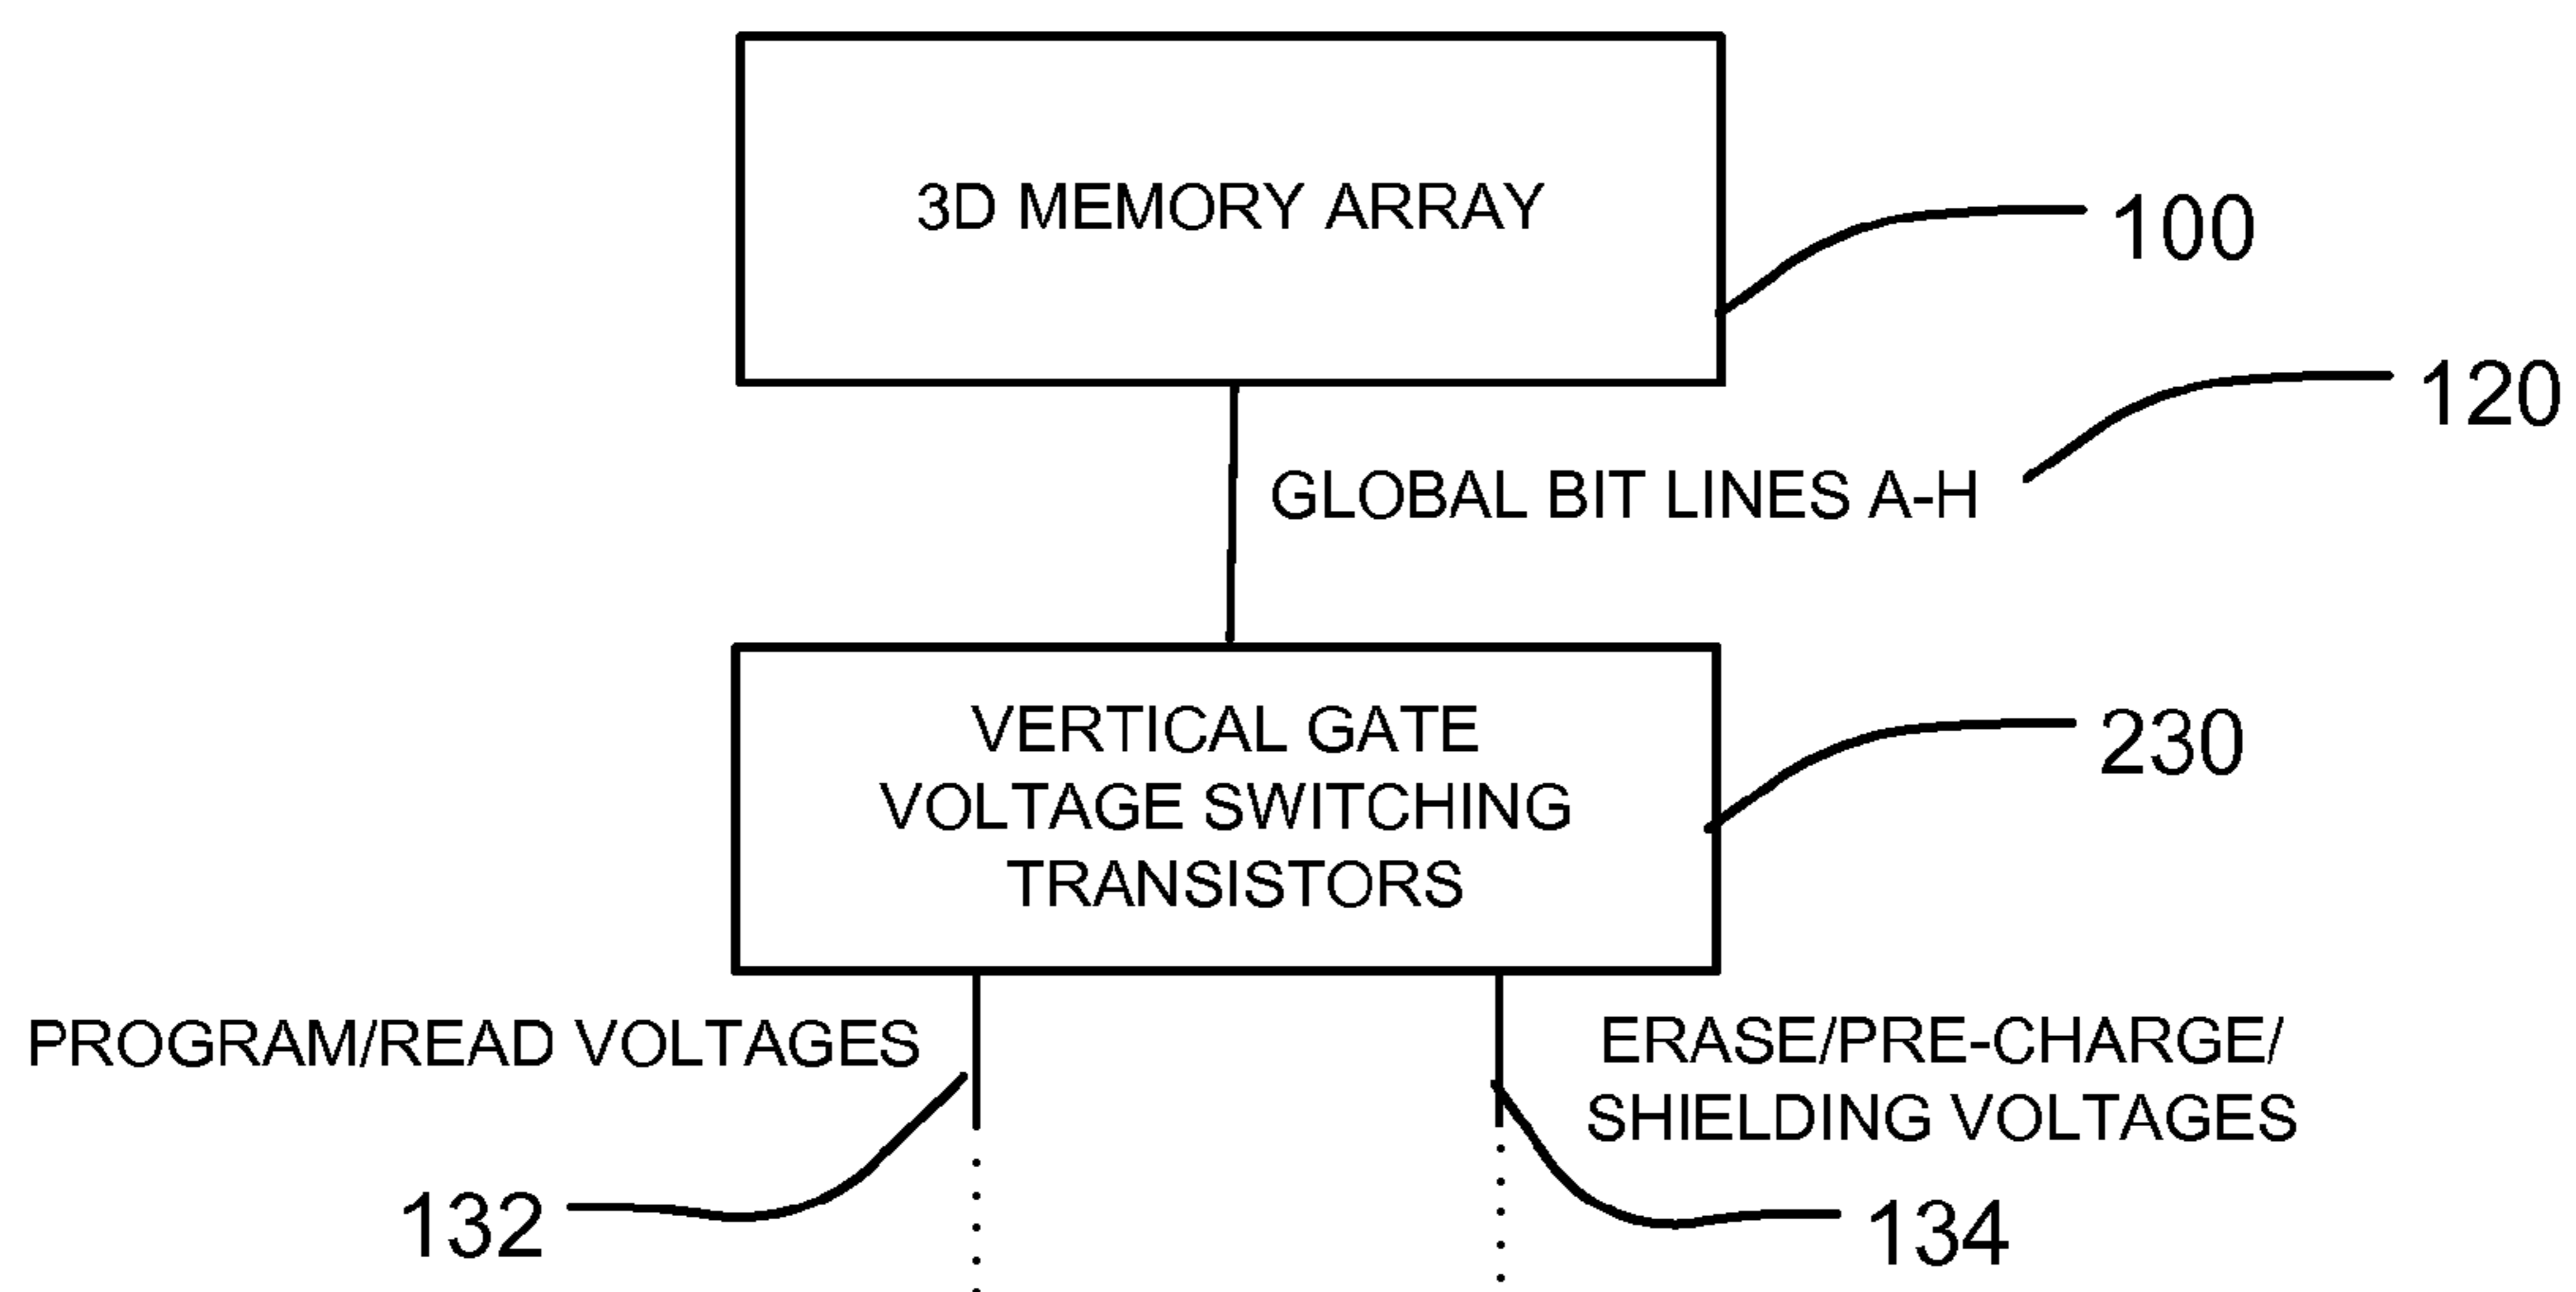 3D MEMORY ARRAY
100
120
GLOBAL BIT LINES A-H
VERTICAL GATE
VOLTAGE SWITCHING
TRANSISTORS
230
PROGRAM/READ VOLTAGES
ERASE/PRE-CHARGE/
SHIELDING VOLTAGES
132
134